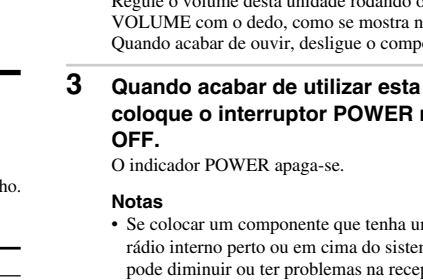 Regule o volume desta unidade rodando o
VOLUME com o dedo, como se mostra n
Quando acabar de ouvir, desligue o comp
3 Quando acabar de utilizar esta
coloque o interruptor POWER
OFF.
O indicador POWER apaga-se.
ho.
Notas
• Se colocar um componente que tenha u
rádio interno perto ou em cima do sister
pode diminuir ou ter problemas na recep